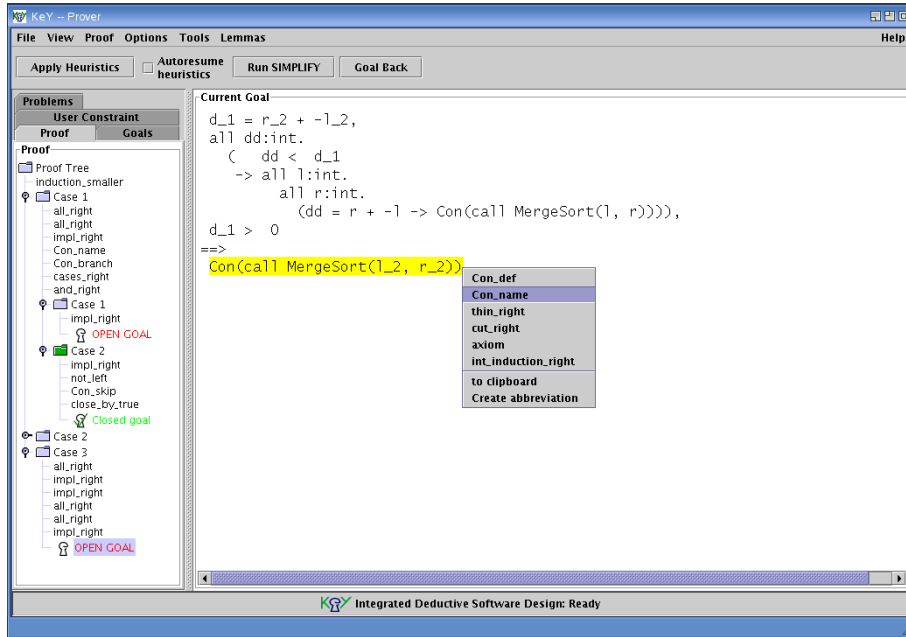 KeY -- Prover
File View Proof Options Tools Lemmas Help
Apply Heuristics Autoresume heuristics Run SIMPLIFY Goal Back
Problems
User Constraint
Proof Goals
Proof
Proof Tree
induction_smaller
Case 1
all_right
all_right
impl_right
Con_name
Con_branch
cases_right
and_right
Case 1
impl_right
OPEN GOAL
Case 2
impl_right
not_left
Con_skip
close_by_true
Closed goal
Case 2
Case 3
all_right
impl_right
impl_right
all_right
all_right
impl_right
OPEN GOAL
Current Goal
d_1 = r_2 + -l_2,
all dd:int.
( dd < d_1
-> all l:int.
all r:int.
(dd = r + -l -> Con(call MergeSort(l, r)))),
d_1 > 0
==>
Con(call MergeSort(l_2, r_2))
Con_def
Con_name
thin_right
cut_right
axiom
int_induction_right
to clipboard
Create abbreviation
KeY Integrated Deductive Software Design: Ready